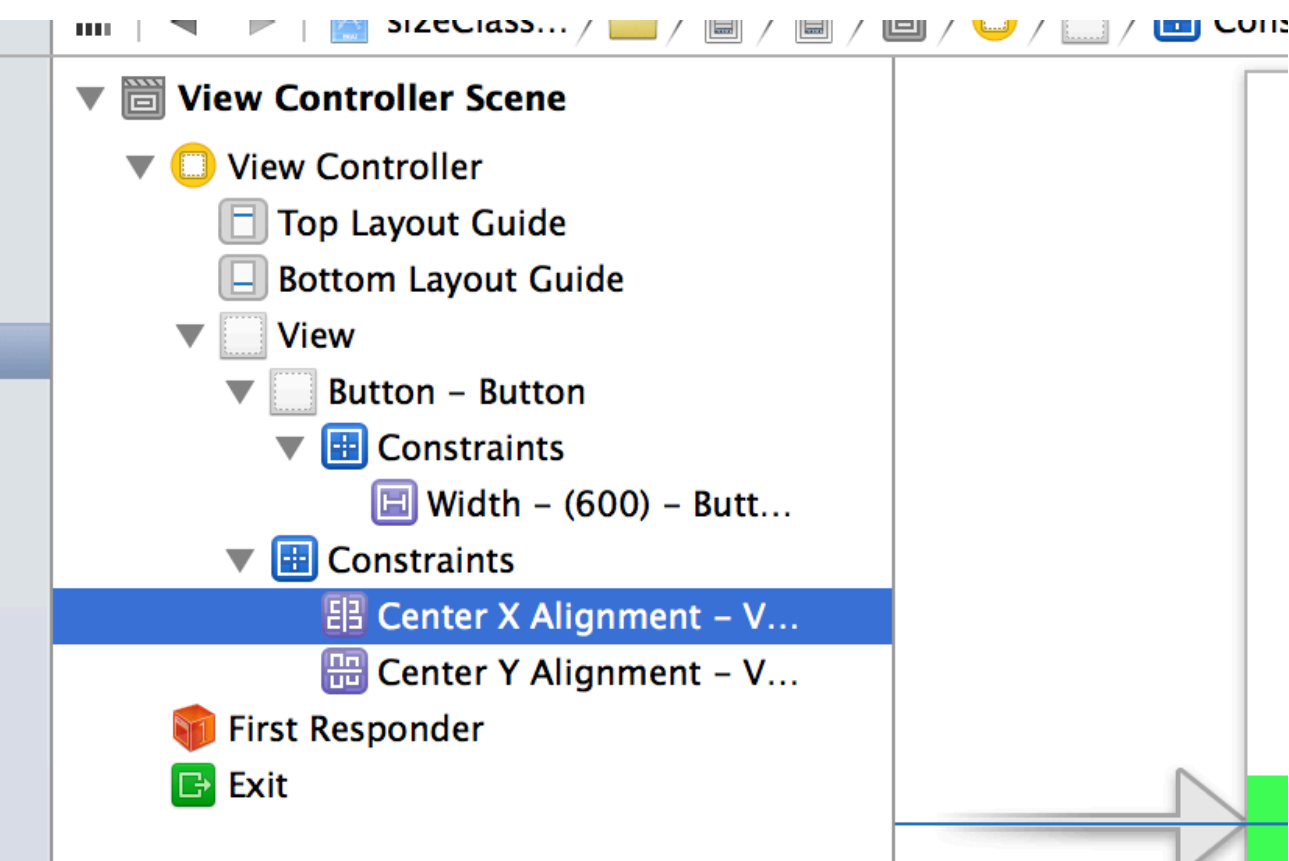 sizeClass... Cons
View Controller Scene
View Controller
Top Layout Guide
Bottom Layout Guide
View
Button – Button
Constraints
Width – (600) – Butt...
Constraints
Center X Alignment – V...
Center Y Alignment – V...
First Responder
Exit